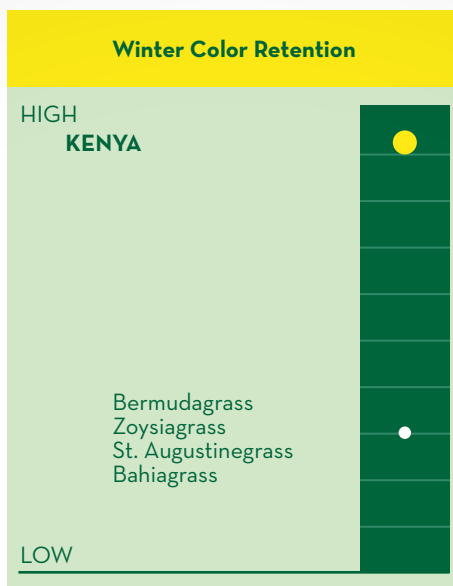 Winter Color Retention
HIGH
KENYA
Bermudagrass
Zoysiagrass
St. Augustinegrass
Bahiagrass
LOW